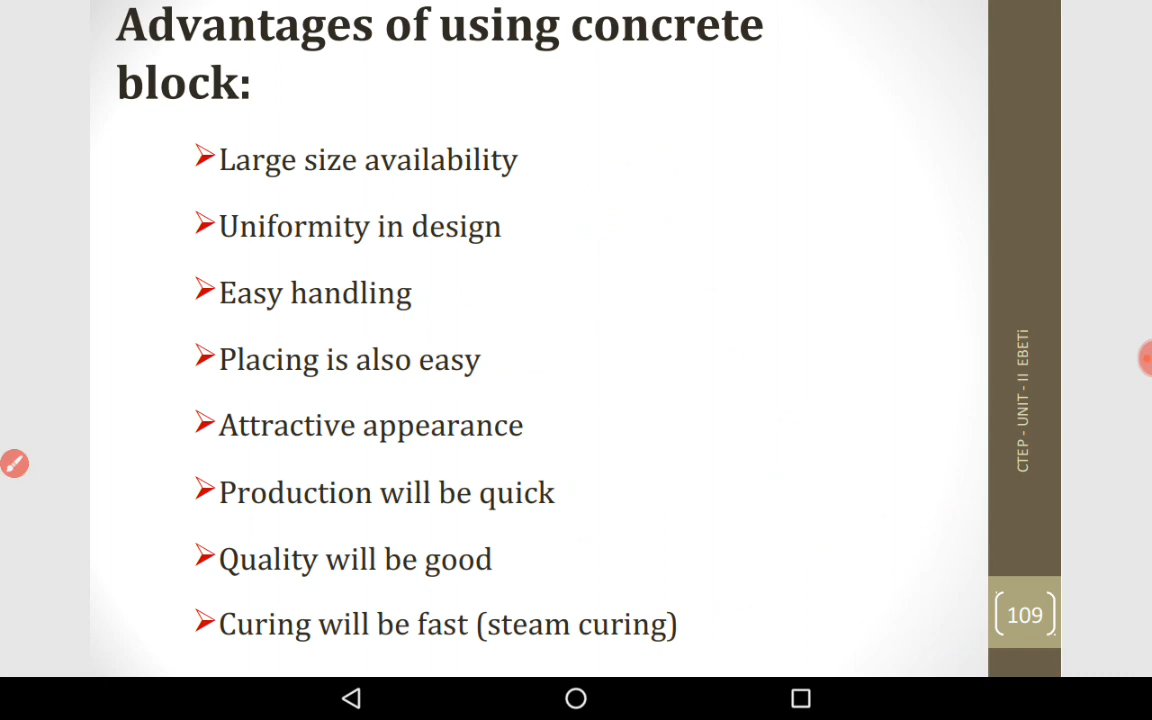 Advantages of using concrete
block:
Large size availability
Uniformity in design
Easy handling
Placing is also easy
Attractive appearance
Production will be quick
Quality will be good
Curing will be fast (steam curing)
CTEP - UNIT - II EBETi
109